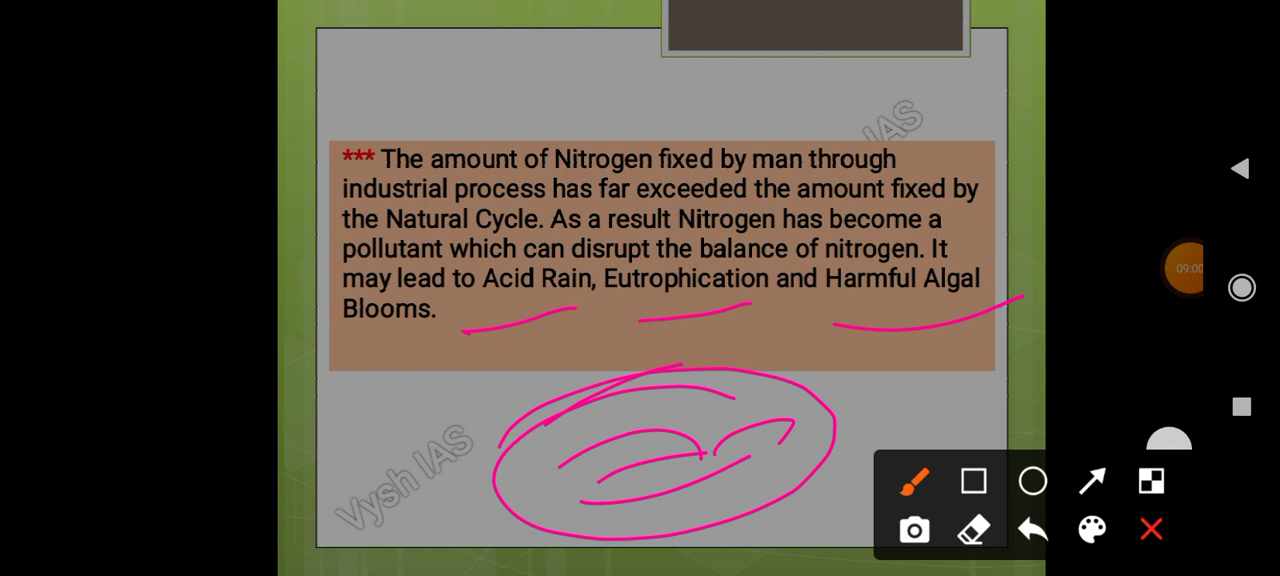 IAS
*** The amount of Nitrogen fixed by man through
industrial process has far exceeded the amount fixed by
the Natural Cycle. As a result Nitrogen has become a
pollutant which can disrupt the balance of nitrogen. It
may lead to Acid Rain, Eutrophication and Harmful Algal
Blooms.
09:00
Vysh IAS